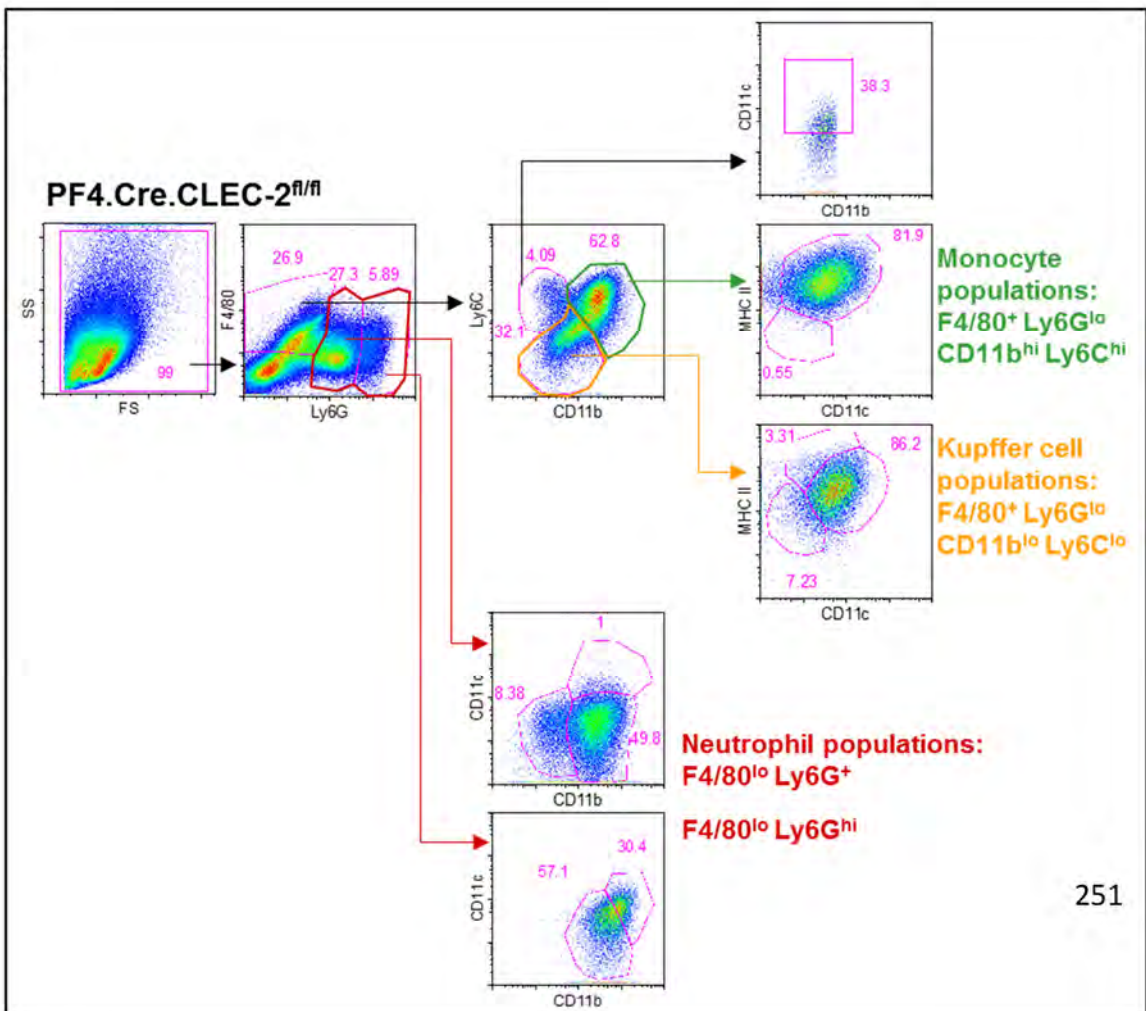 CD11c
38.3
CD11b
PF4.Cre.CLEC-2fl/fl
SS
99
FS
26.9
27.3
5.89
F4/80
Ly6G
4.09
62.8
Ly6C
32.1
CD11b
81.9
MHC II
0.55
CD11c
Monocyte
populations:
F4/80+ Ly6Glo
CD11bhi Ly6Chi
3.31
86.2
MHC II
7.23
CD11c
Kupffer cell
populations:
F4/80+ Ly6Glo
CD11blo Ly6Clo
1
CD11c
8.38
49.8
CD11b
Neutrophil populations:
F4/80lo Ly6G+
F4/80lo Ly6Ghi
30.4
57.1
CD11c
CD11b
251